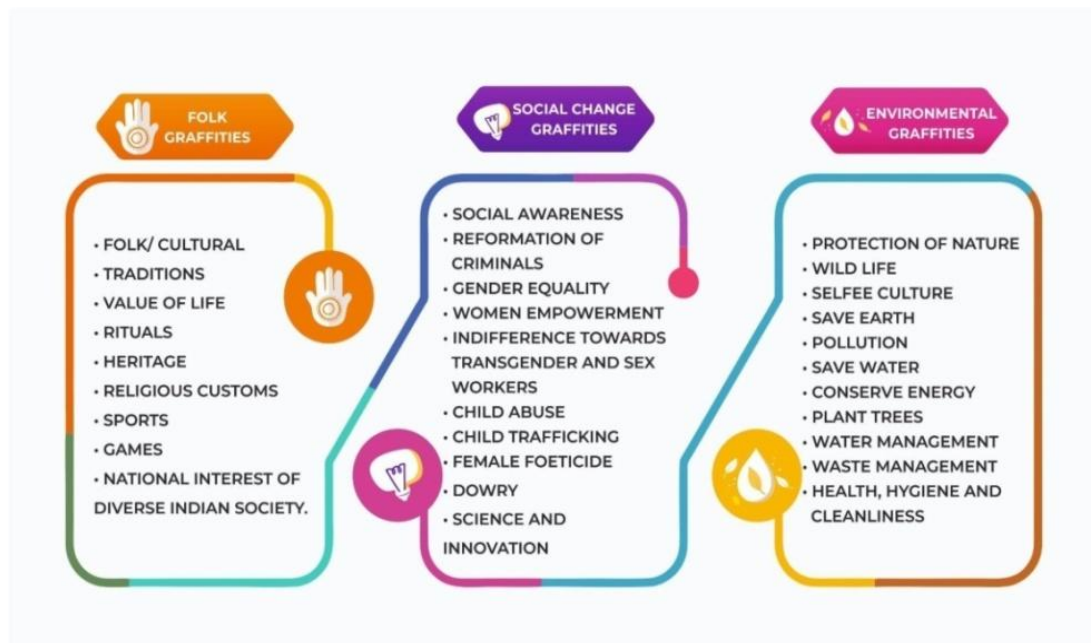 FOLK
GRAFFITIES
• FOLK/ CULTURAL
• TRADITIONS
• VALUE OF LIFE
• RITUALS
• HERITAGE
• RELIGIOUS CUSTOMS
• SPORTS
• GAMES
• NATIONAL INTEREST OF
DIVERSE INDIAN SOCIETY.
SOCIAL CHANGE
GRAFFITIES
• SOCIAL AWARENESS
• REFORMATION OF
CRIMINALS
• GENDER EQUALITY
• WOMEN EMPOWERMENT
• INDIFFERENCE TOWARDS
TRANSGENDER AND SEX
WORKERS
• CHILD ABUSE
• CHILD TRAFFICKING
• FEMALE FOETICIDE
• DOWRY
• SCIENCE AND
INNOVATION
ENVIRONMENTAL
GRAFFITIES
• PROTECTION OF NATURE
• WILD LIFE
• SELFEE CULTURE
• SAVE EARTH
• POLLUTION
• SAVE WATER
• CONSERVE ENERGY
• PLANT TREES
• WATER MANAGEMENT
• WASTE MANAGEMENT
• HEALTH, HYGIENE AND
CLEANLINESS